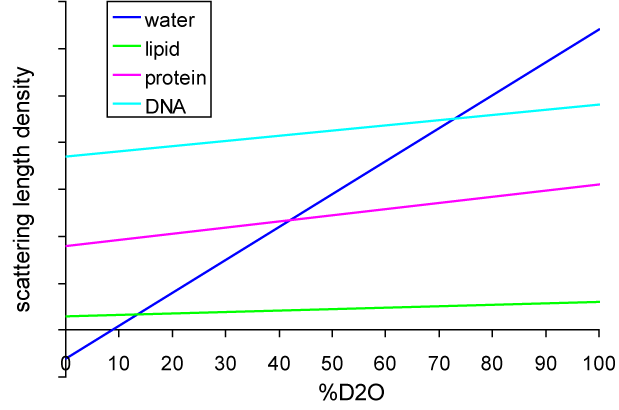 water
lipid
protein
DNA
scattering length density
0 10 20 30 40 50 60 70 80 90 100
%D2O